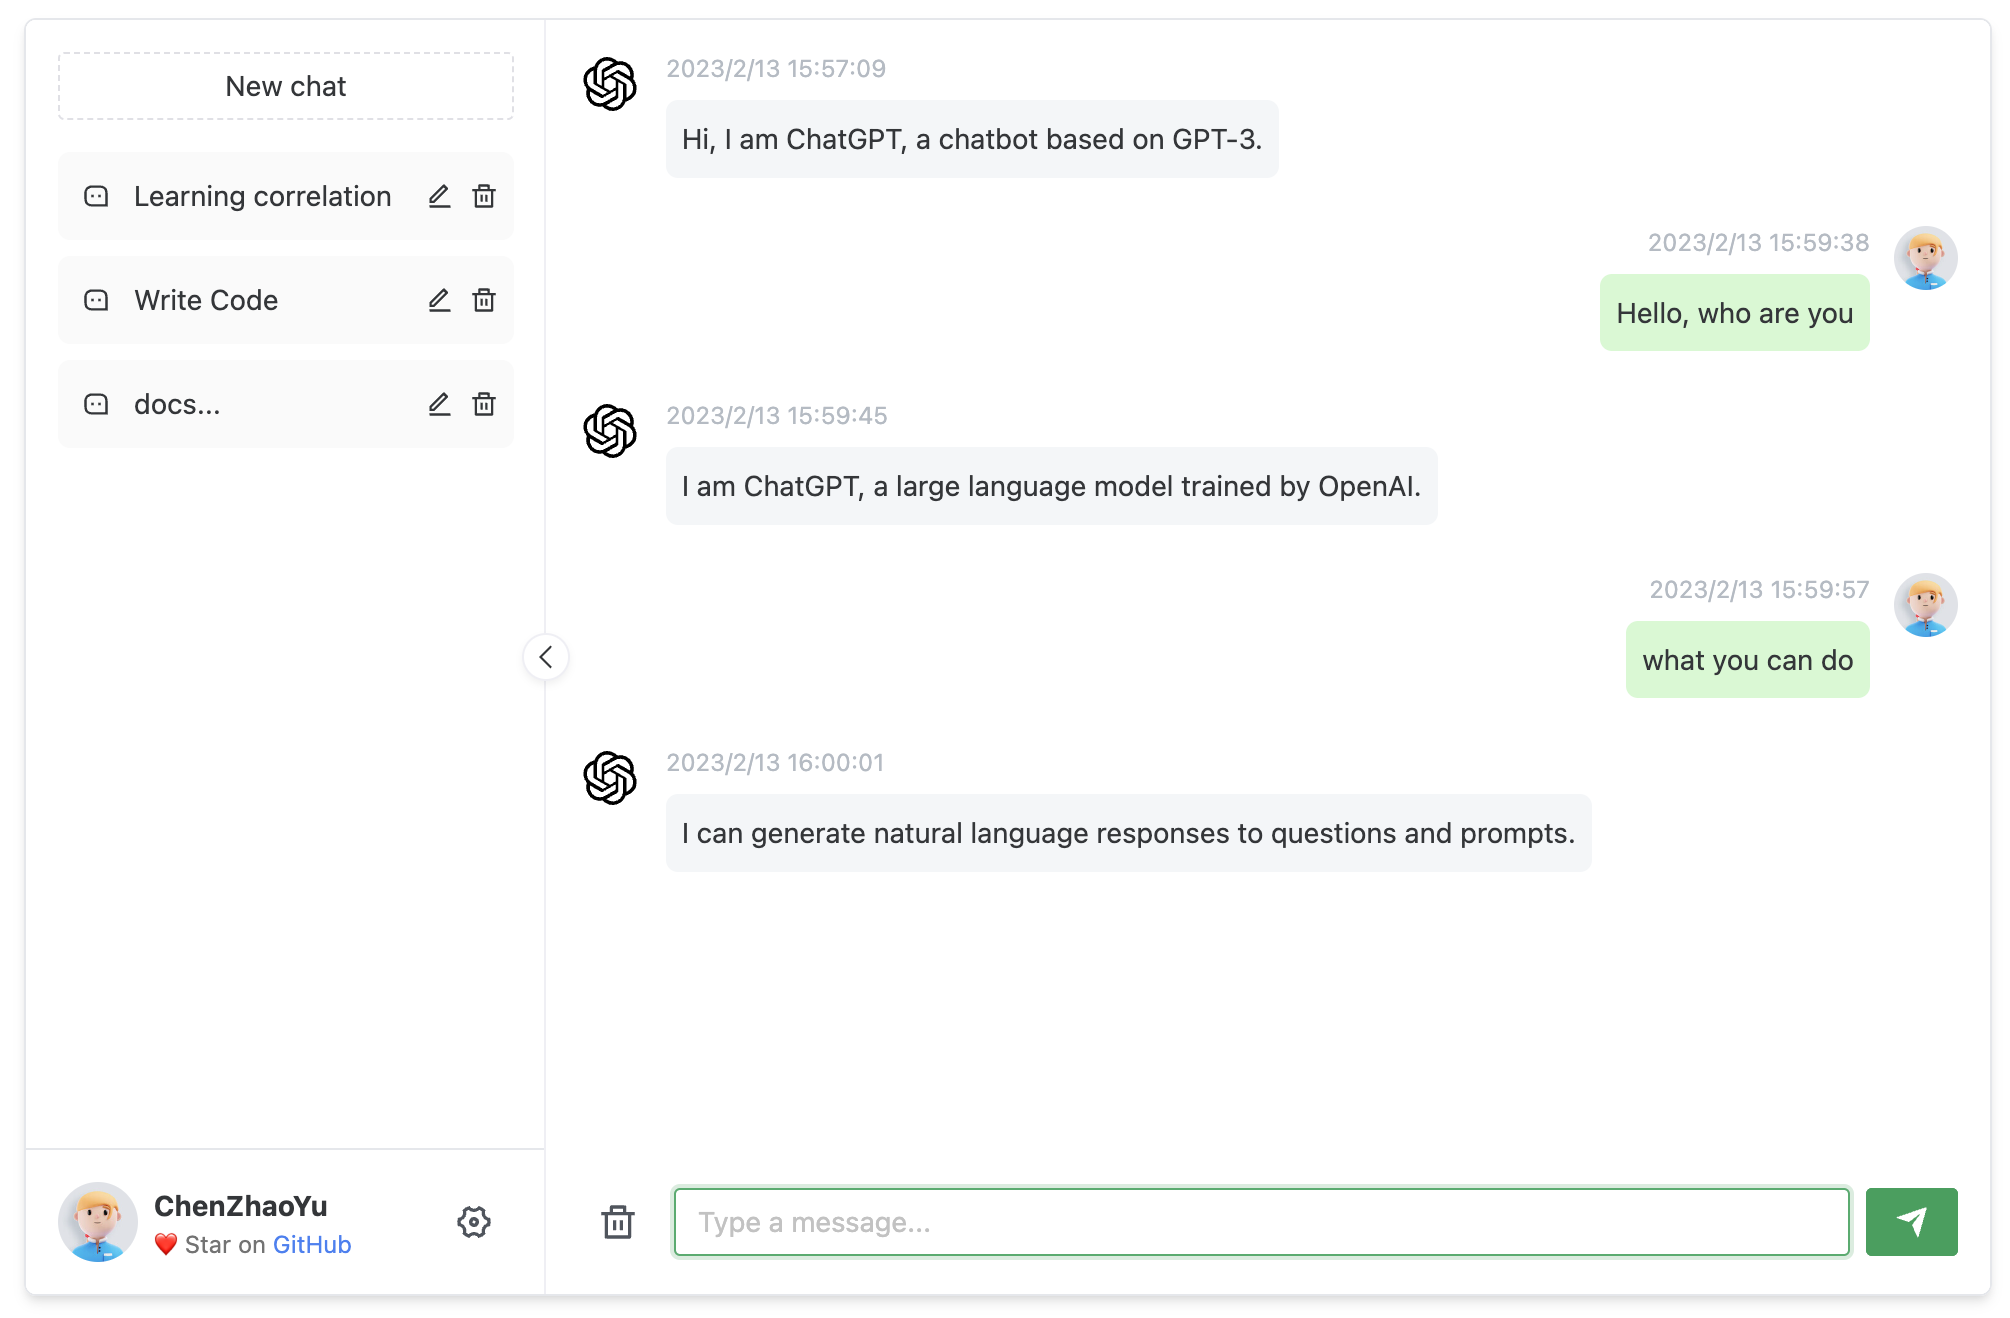 New chat
Learning correlation
Write Code
docs...
ChenZhaoYu
❤️ Star on GitHub
2023/2/13 15:57:09
Hi, I am ChatGPT, a chatbot based on GPT-3.
2023/2/13 15:59:38
Hello, who are you
2023/2/13 15:59:45
I am ChatGPT, a large language model trained by OpenAI.
2023/2/13 15:59:57
what you can do
2023/2/13 16:00:01
I can generate natural language responses to questions and prompts.
Type a message...